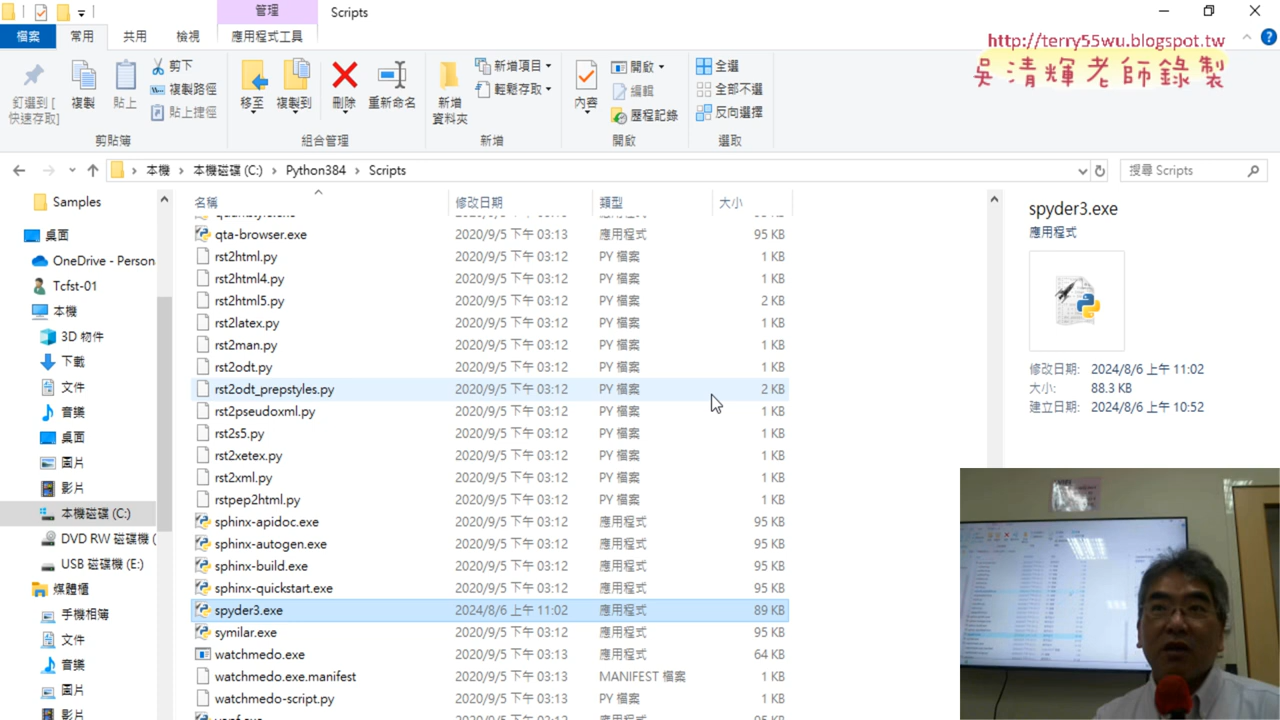 管理
Scripts
檔案
常用
共用
檢視
應用程式工具
http://terry55wu.blogspot.tw
吳清輝老師錄製
釘選到 [
快速存取]
複製
貼上
剪下
複製路徑
貼上捷徑
剪貼簿
移至
複製到
刪除
重新命名
組合管理
新增
資料夾
新增項目
輕鬆存取
新增
內容
開啟
編輯
歷程記錄
開啟
全選
全部不選
反向選擇
選取
本機
本機磁碟 (C:)
Python384
Scripts
搜尋 Scripts
Samples
桌面
OneDrive - Person
Tcfst-01
本機
3D 物件
下載
文件
音樂
桌面
圖片
影片
本機磁碟 (C:)
DVD RW 磁碟機 (
USB 磁碟機 (E:)
媒體櫃
手機相簿
文件
音樂
圖片
影片
名稱 修改日期 類型 大小
qta-browser.exe 2020/9/5 下午 03:13 應用程式 95 KB
rst2html.py 2020/9/5 下午 03:12 PY 檔案 1 KB
rst2html4.py 2020/9/5 下午 03:12 PY 檔案 1 KB
rst2html5.py 2020/9/5 下午 03:12 PY 檔案 2 KB
rst2latex.py 2020/9/5 下午 03:12 PY 檔案 1 KB
rst2man.py 2020/9/5 下午 03:12 PY 檔案 1 KB
rst2odt.py 2020/9/5 下午 03:12 PY 檔案 1 KB
rst2odt_prepstyles.py 2020/9/5 下午 03:12 PY 檔案 2 KB
rst2pseudoxml.py 2020/9/5 下午 03:12 PY 檔案 1 KB
rst2s5.py 2020/9/5 下午 03:12 PY 檔案 1 KB
rst2xetex.py 2020/9/5 下午 03:12 PY 檔案 1 KB
rst2xml.py 2020/9/5 下午 03:12 PY 檔案 1 KB
rstpep2html.py 2020/9/5 下午 03:12 PY 檔案 1 KB
sphinx-apidoc.exe 2020/9/5 下午 03:12 應用程式 95 KB
sphinx-autogen.exe 2020/9/5 下午 03:12 應用程式 95 KB
sphinx-build.exe 2020/9/5 下午 03:12 應用程式 95 KB
sphinx-quickstart.exe 2020/9/5 下午 03:12 應用程式 95 KB
spyder3.exe 2024/8/6 上午 11:02 應用程式 89 KB
symilar.exe 2020/9/5 下午 03:12 應用程式 95 KB
watchmedo.exe 2020/9/5 下午 03:13 應用程式 64 KB
watchmedo.exe.manifest 2020/9/5 下午 03:13 MANIFEST 檔案 1 KB
watchmedo-script.py 2020/9/5 下午 03:13 PY 檔案 1 KB
spyder3.exe
應用程式
修改日期: 2024/8/6 上午 11:02
大小: 88.3 KB
建立日期: 2024/8/6 上午 10:52